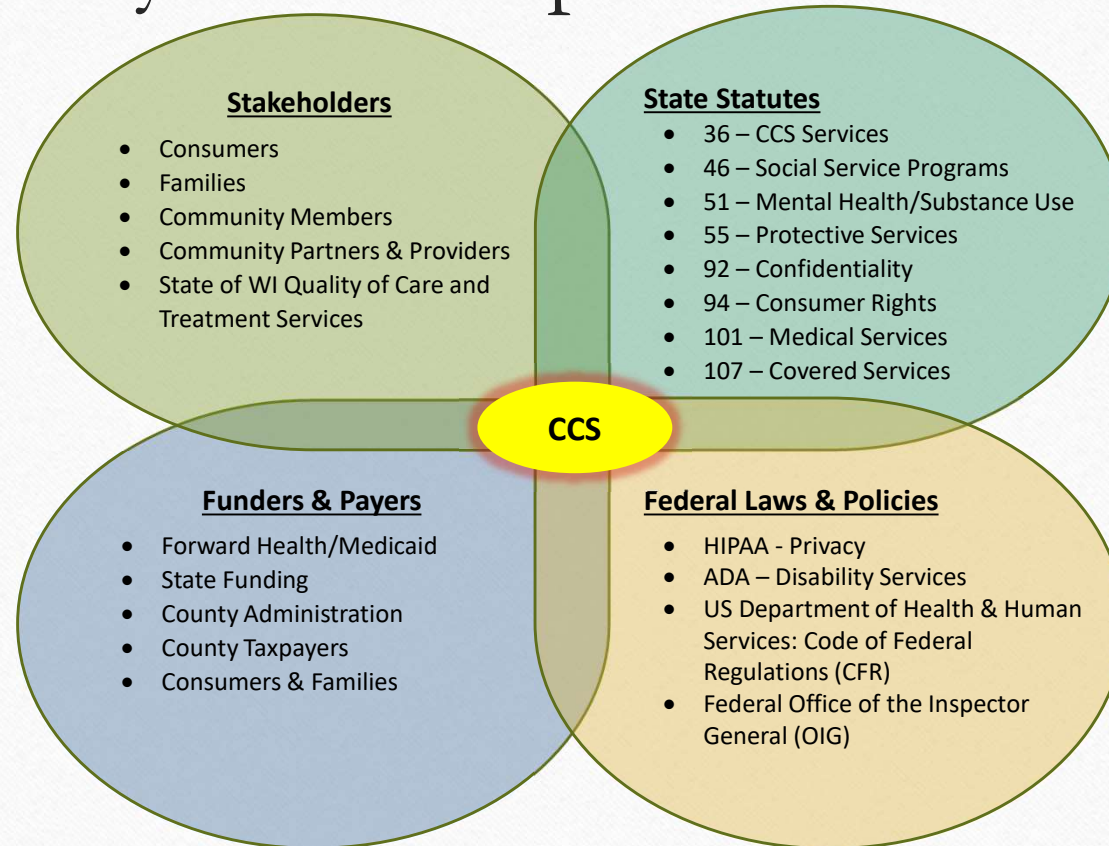 Stakeholders
• Consumers
• Families
• Community Members
• Community Partners & Providers
• State of WI Quality of Care and
Treatment Services
State Statutes
• 36 – CCS Services
• 46 – Social Service Programs
• 51 – Mental Health/Substance Use
• 55 – Protective Services
• 92 – Confidentiality
• 94 – Consumer Rights
• 101 – Medical Services
• 107 – Covered Services
CCS
Funders & Payers
• Forward Health/Medicaid
• State Funding
• County Administration
• County Taxpayers
• Consumers & Families
Federal Laws & Policies
• HIPAA - Privacy
• ADA – Disability Services
• US Department of Health & Human
Services: Code of Federal
Regulations (CFR)
• Federal Office of the Inspector
General (OIG)